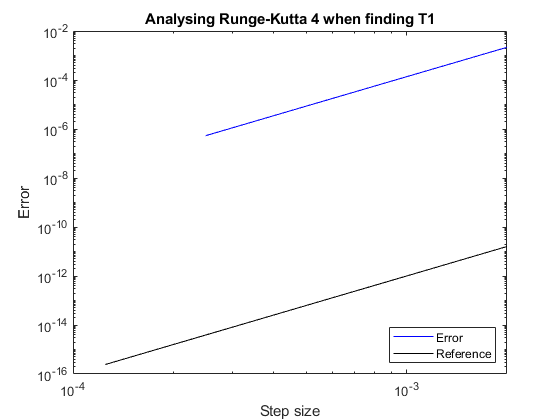 Analysing Runge-Kutta 4 when finding T1
10^-2
10^-4
10^-6
10^-8
10^-10
10^-12
10^-14
10^-16
Error
Error
Reference
10^-4
10^-3
Step size